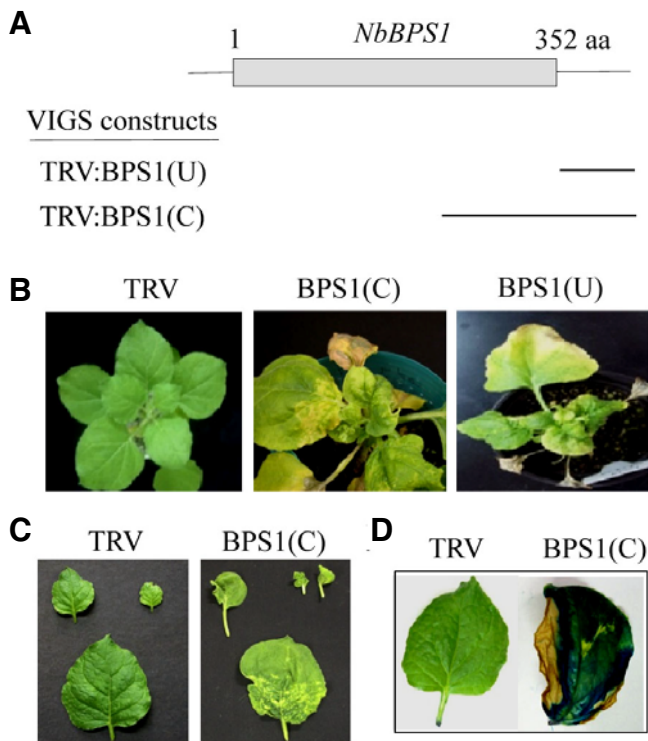 A
1 NbBPS1 352 aa
VIGS constructs
TRV:BPS1(U)
TRV:BPS1(C)
B
TRV BPS1(C) BPS1(U)
C D
TRV BPS1(C) TRV BPS1(C)